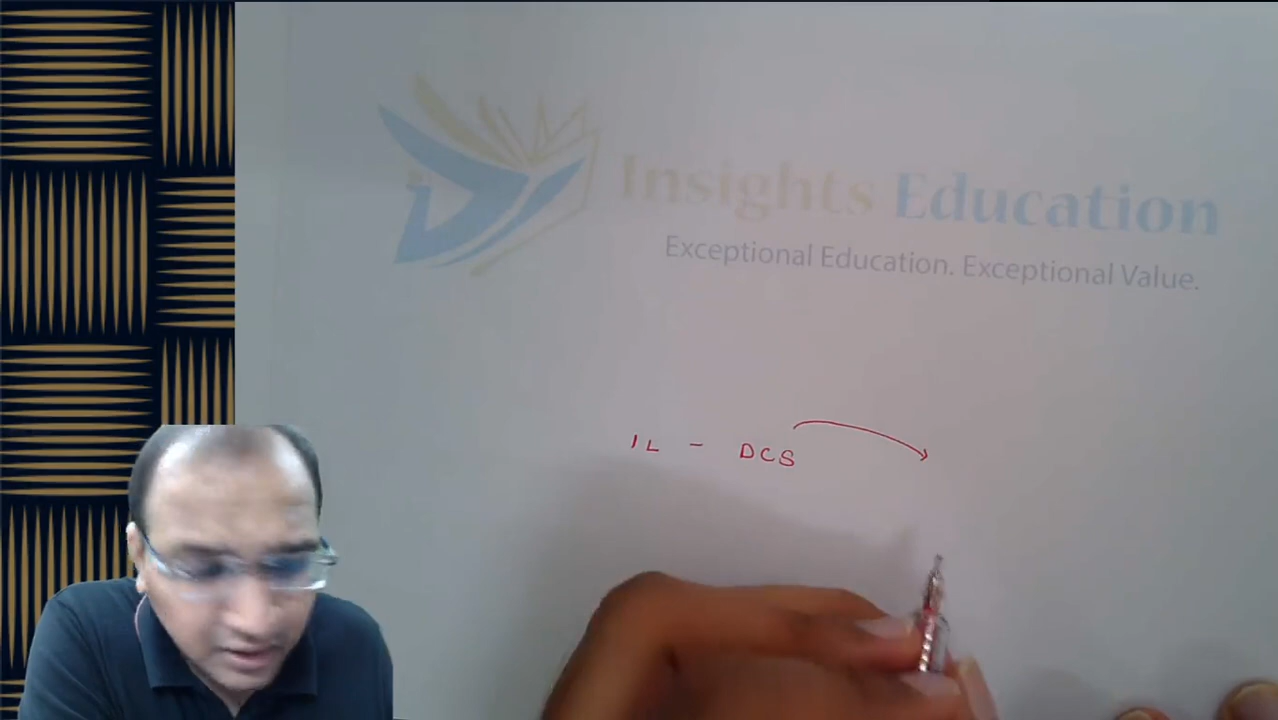 Insights Education
Exceptional Education. Exceptional Value.
IL - DCS